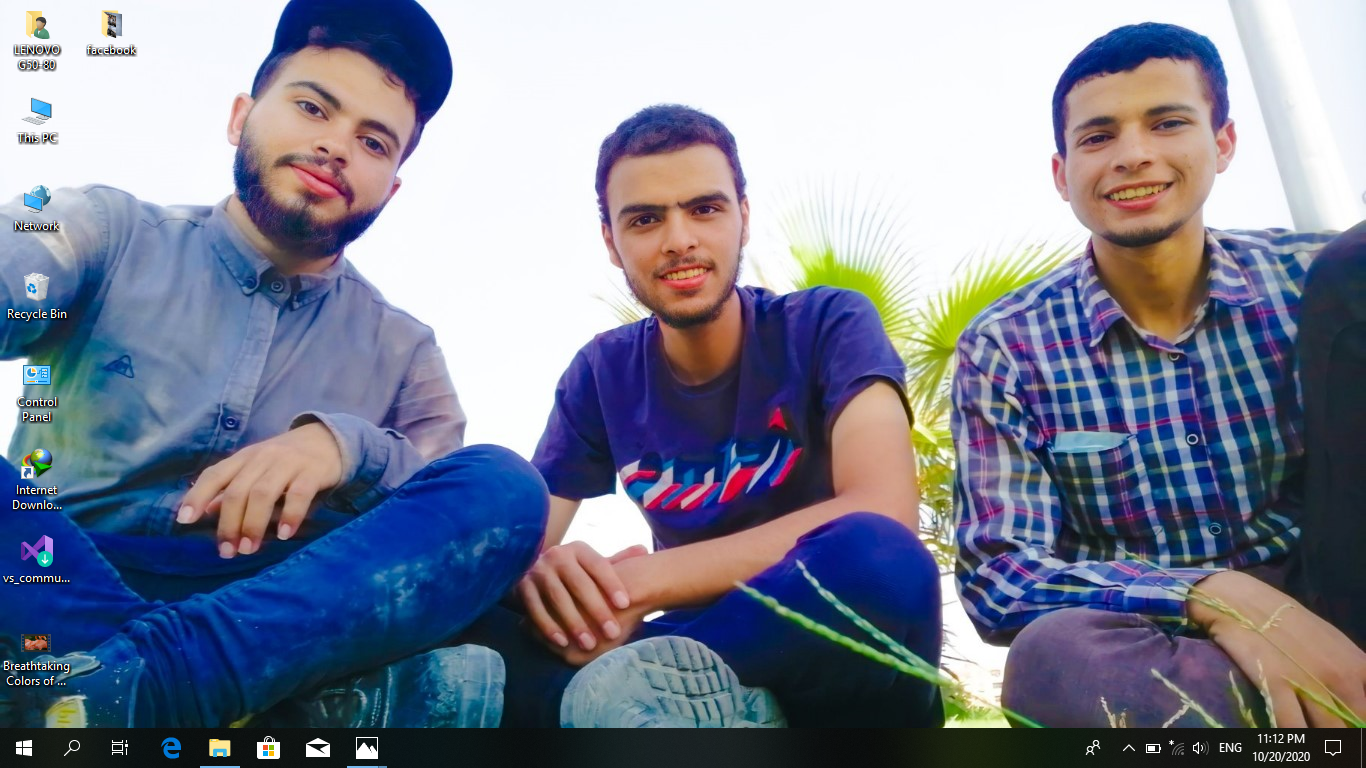 LENOVO
G50-80
facebook
This PC
Network
Recycle Bin
Control
Panel
Internet
Downlo...
vs_commu...
Breathtaking
Colors of ...
ENG
11:12 PM
10/20/2020